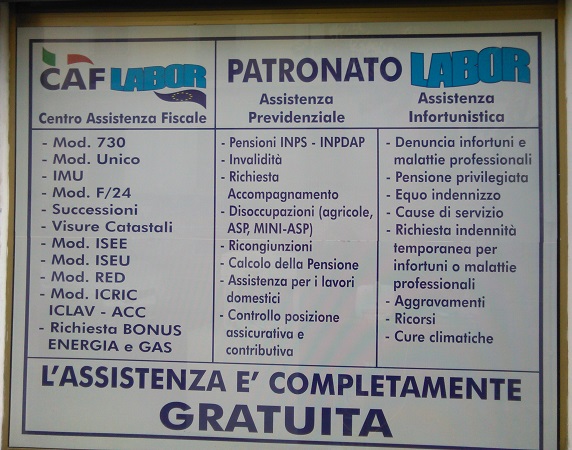 CAF LABOR
Centro Assistenza Fiscale
- Mod. 730
- Mod. Unico
- IMU
- Mod. F/24
- Successioni
- Visure Catastali
- Mod. ISEE
- Mod. ISEU
- Mod. RED
- Mod. ICRIC
ICLAV - ACC
- Richiesta BONUS
ENERGIA e GAS
PATRONATO LABOR
Assistenza
Previdenziale
- Pensioni INPS - INPDAP
- Invalidità
- Richiesta
Accompagnamento
- Disoccupazioni (agricole,
ASP, MINI-ASP)
- Ricongiunzioni
- Calcolo della Pensione
- Assistenza per i lavori
domestici
- Controllo posizione
assicurativa e
contributiva
Assistenza
Infortunistica
- Denuncia infortuni e
malattie professionali
- Pensione privilegiata
- Equo indennizzo
- Cause di servizio
- Richiesta indennità
temporanea per
infortuni o malattie
professionali
- Aggravamenti
- Ricorsi
- Cure climatiche
L'ASSISTENZA E' COMPLETAMENTE
GRATUITA